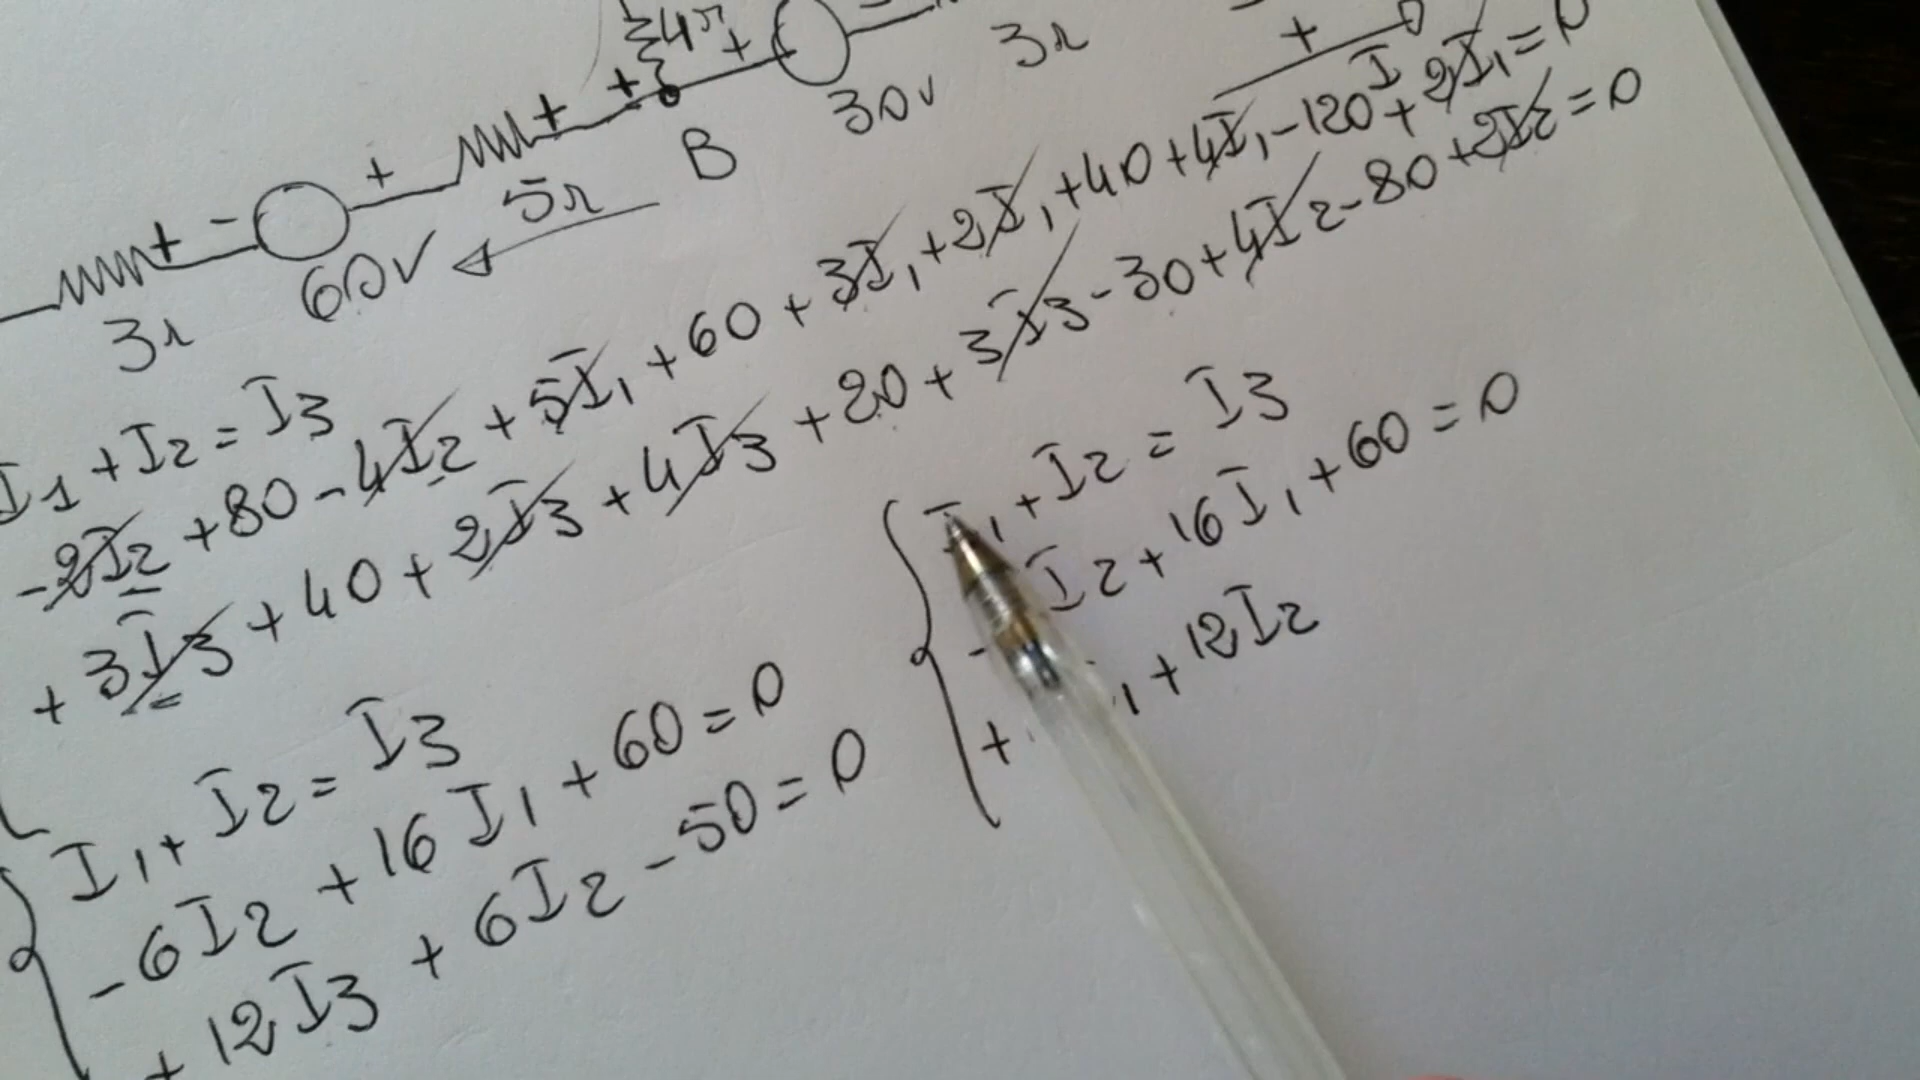 4Ω
3Ω
30V
B
5Ω
60V
3Ω
+ I
I1 + I2 = I3
-2I2 + 80 - 4I2 + 5I1 + 60 + 3I1 + 2I1 + 40 + 4I1 - 120 + 2I1 = 0
+ 3I3 + 40 + 2I3 + 4I3 + 20 + 3I3 - 30 + 4I2 - 80 + 2I2 = 0
I1 + I2 = I3
-6I2 + 16I1 + 60 = 0
+ 12I3 + 6I2 - 50 = 0
I1 + I2 = I3
- I2 + 16I1 + 60 = 0
+ 1 + 12I2